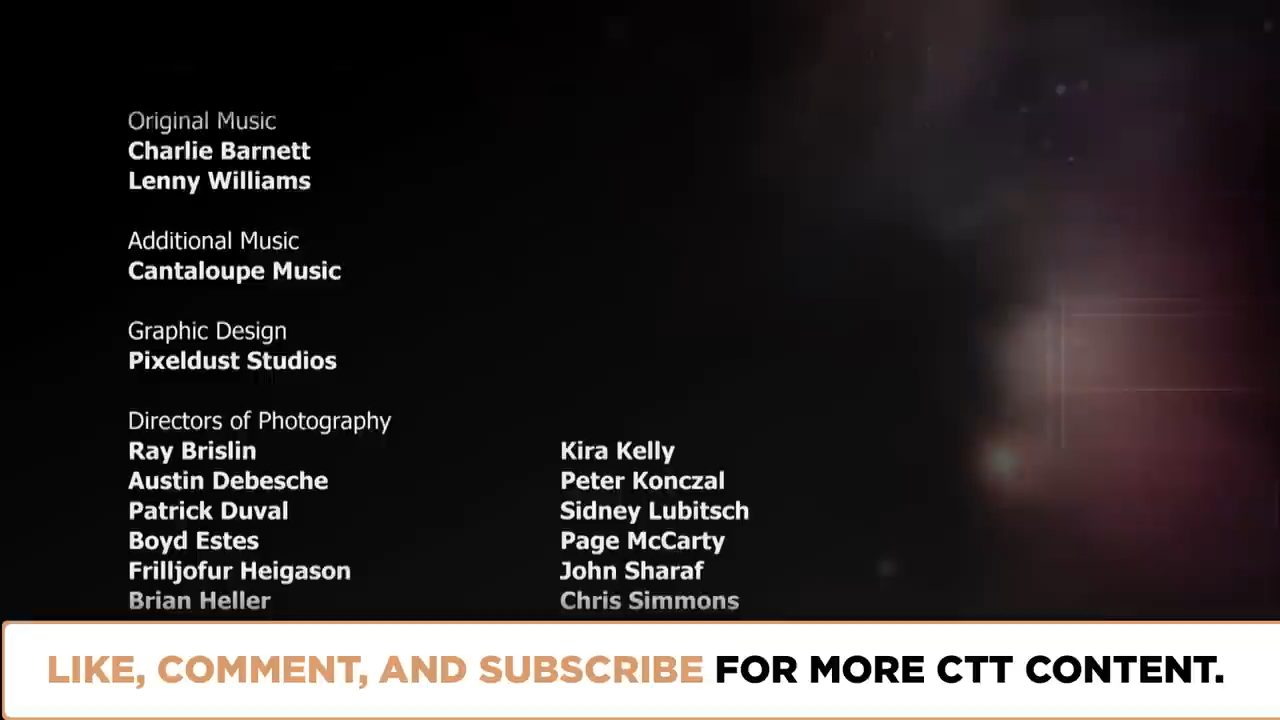 Original Music
Charlie Barnett
Lenny Williams
Additional Music
Cantaloupe Music
Graphic Design
Pixeldust Studios
Directors of Photography
Ray Brislin
Austin Debesche
Patrick Duval
Boyd Estes
Frilljofur Heigason
Brian Heller
Kira Kelly
Peter Konczal
Sidney Lubitsch
Page McCarty
John Sharaf
Chris Simmons
LIKE, COMMENT, AND SUBSCRIBE FOR MORE CTT CONTENT.